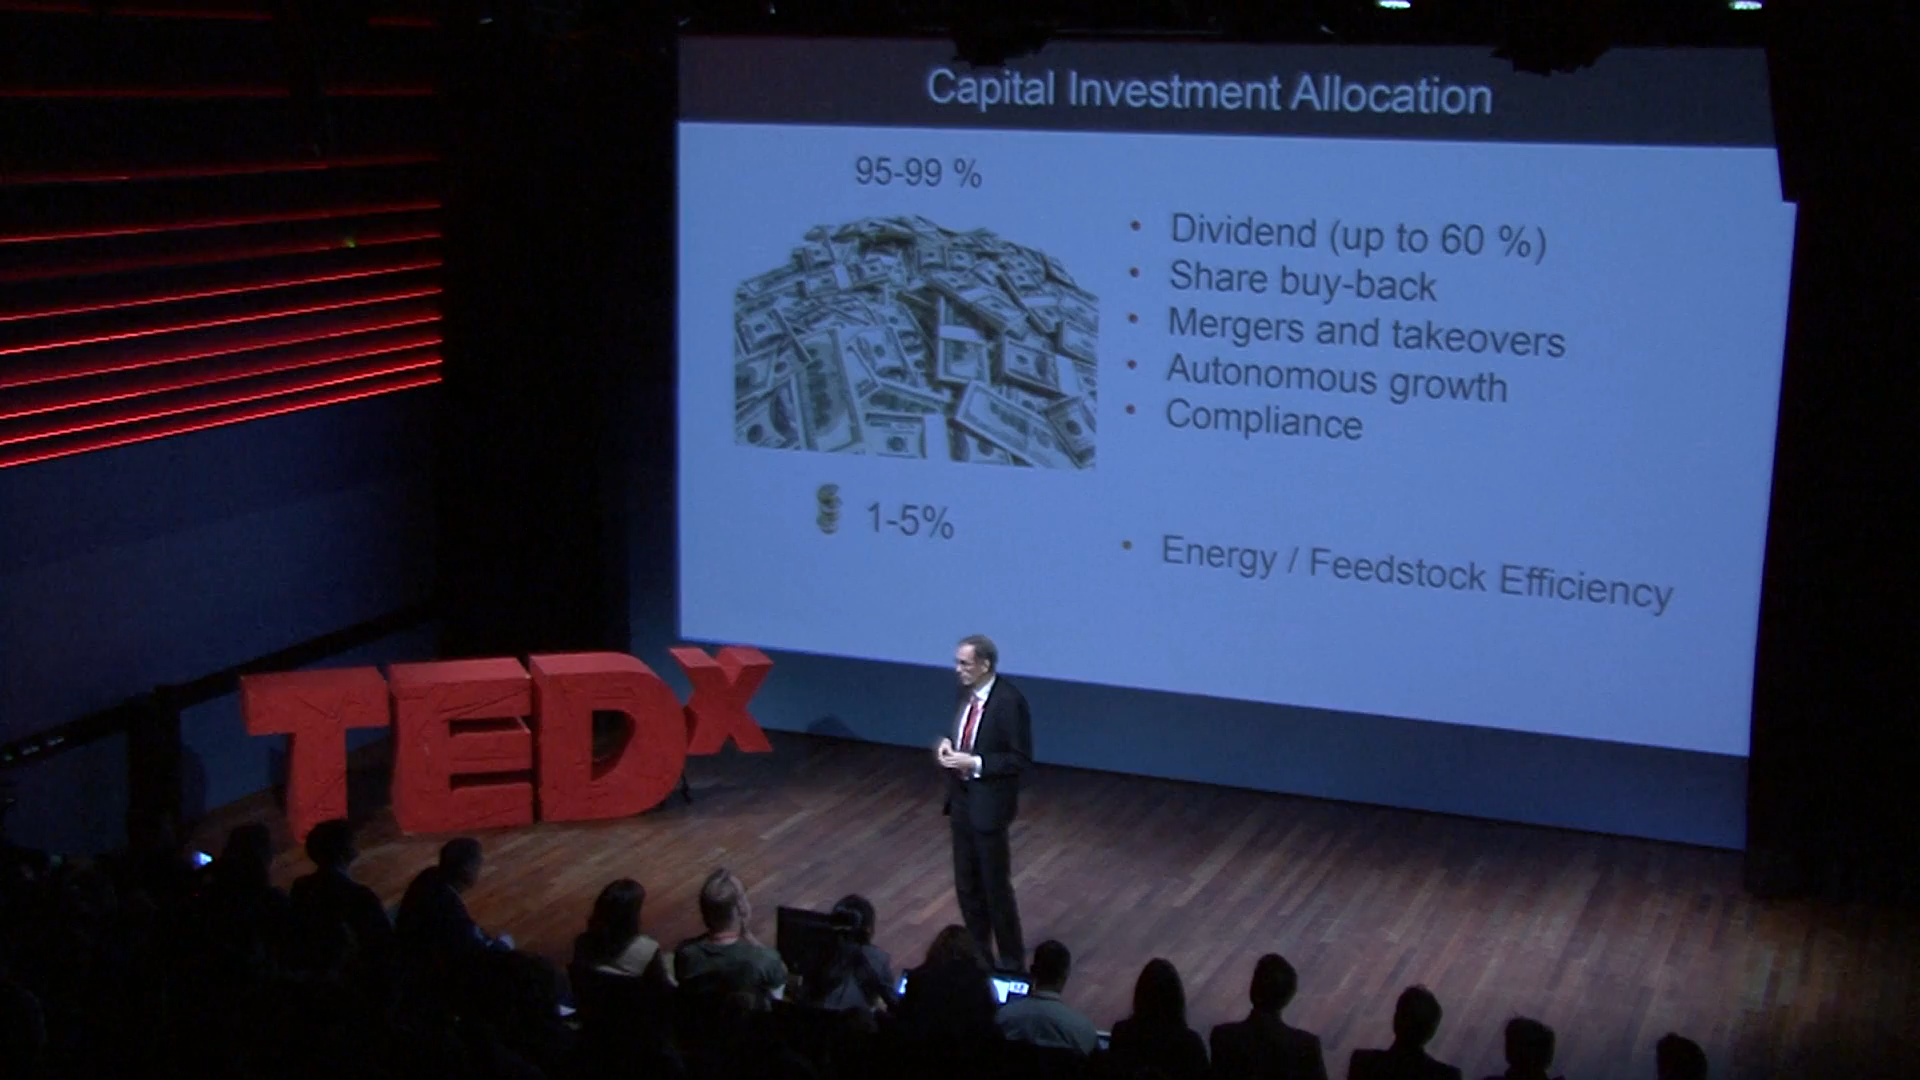 Capital Investment Allocation
95-99 %
• Dividend (up to 60 %)
• Share buy-back
• Mergers and takeovers
• Autonomous growth
• Compliance
1-5%
• Energy / Feedstock Efficiency
TEDx